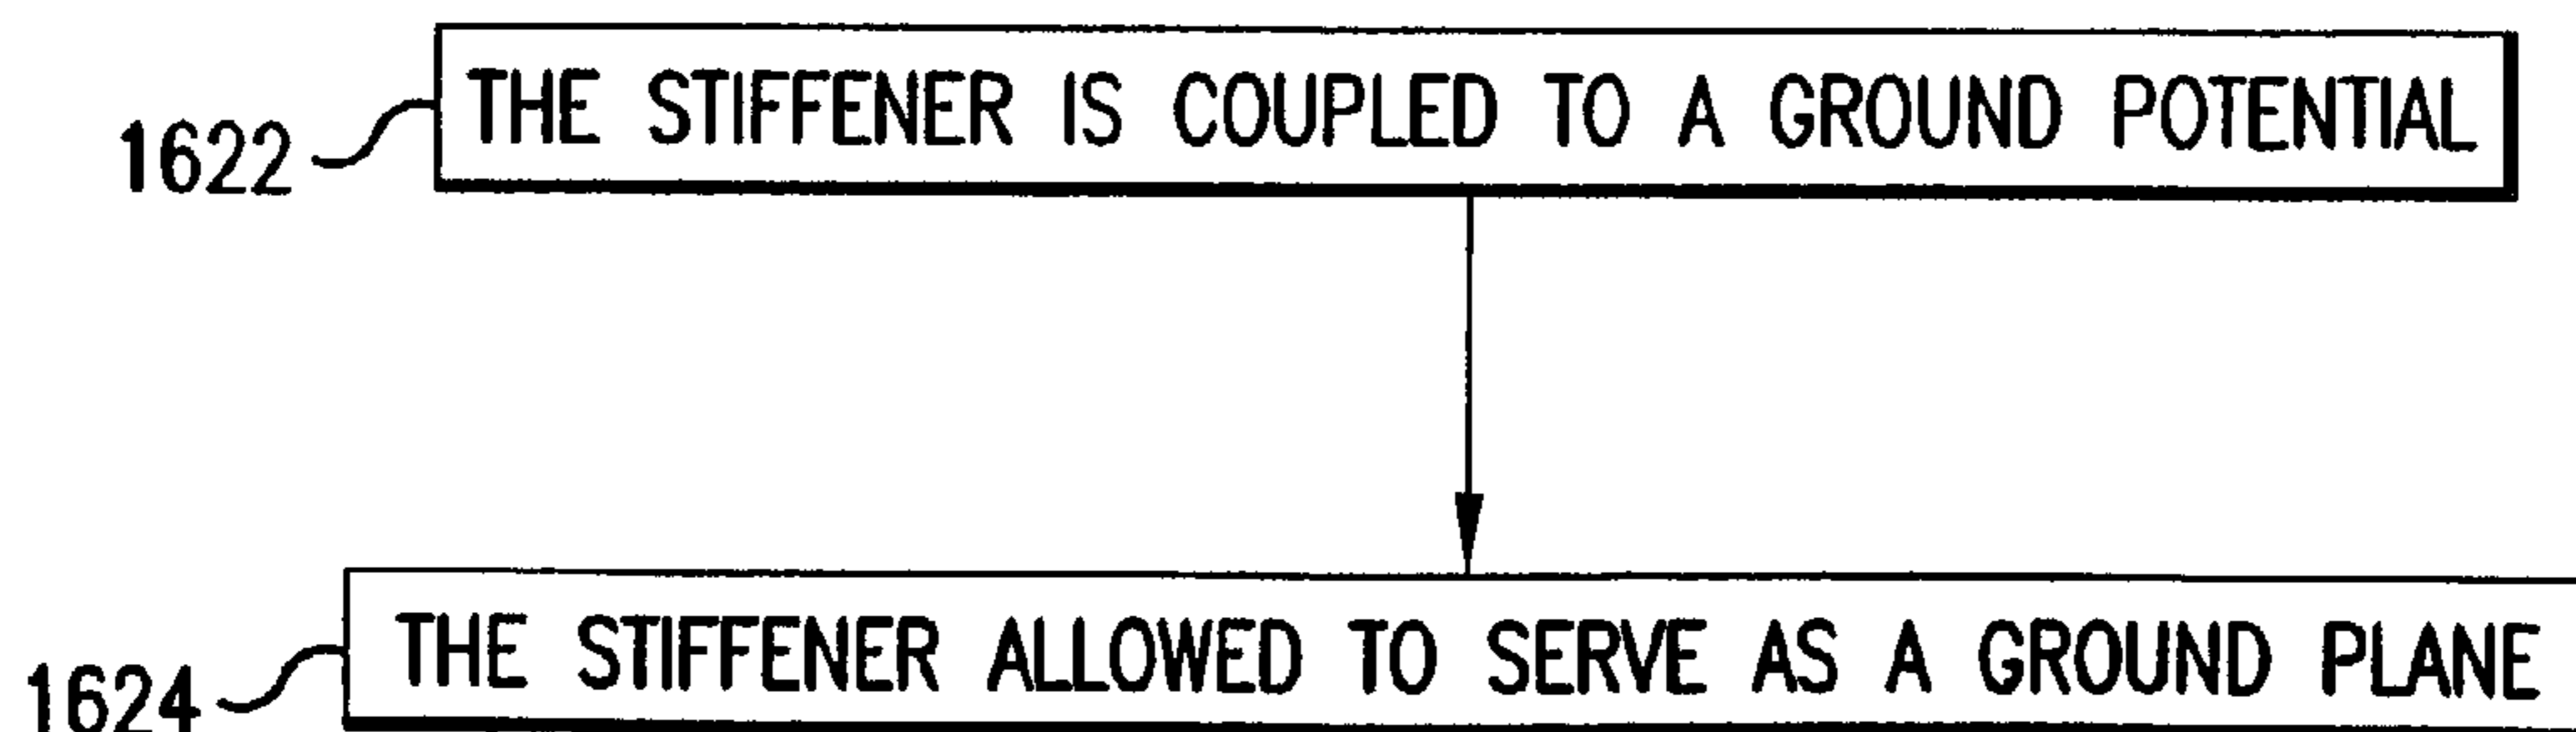 1622 THE STIFFENER IS COUPLED TO A GROUND POTENTIAL
1624 THE STIFFENER ALLOWED TO SERVE AS A GROUND PLANE